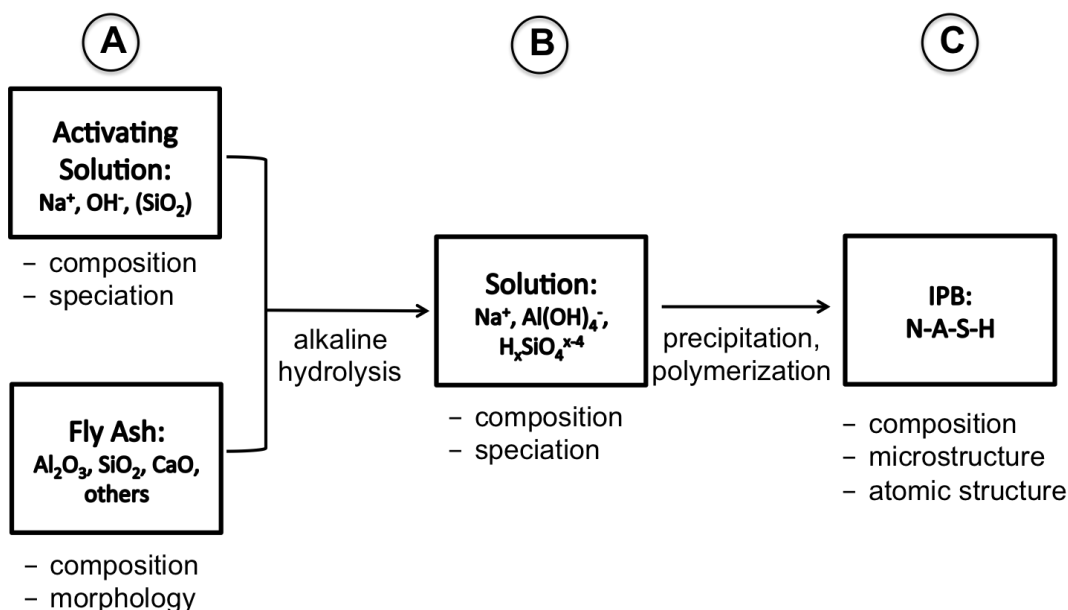 A
B
C
Activating
Solution:
Na⁺, OH⁻, (SiO₂)
– composition
– speciation
Fly Ash:
Al₂O₃, SiO₂, CaO,
others
– composition
– morphology
alkaline
hydrolysis
Solution:
Na⁺, Al(OH)₄⁻,
HₓSiO₄ˣ⁻⁴
– composition
– speciation
precipitation,
polymerization
IPB:
N-A-S-H
– composition
– microstructure
– atomic structure